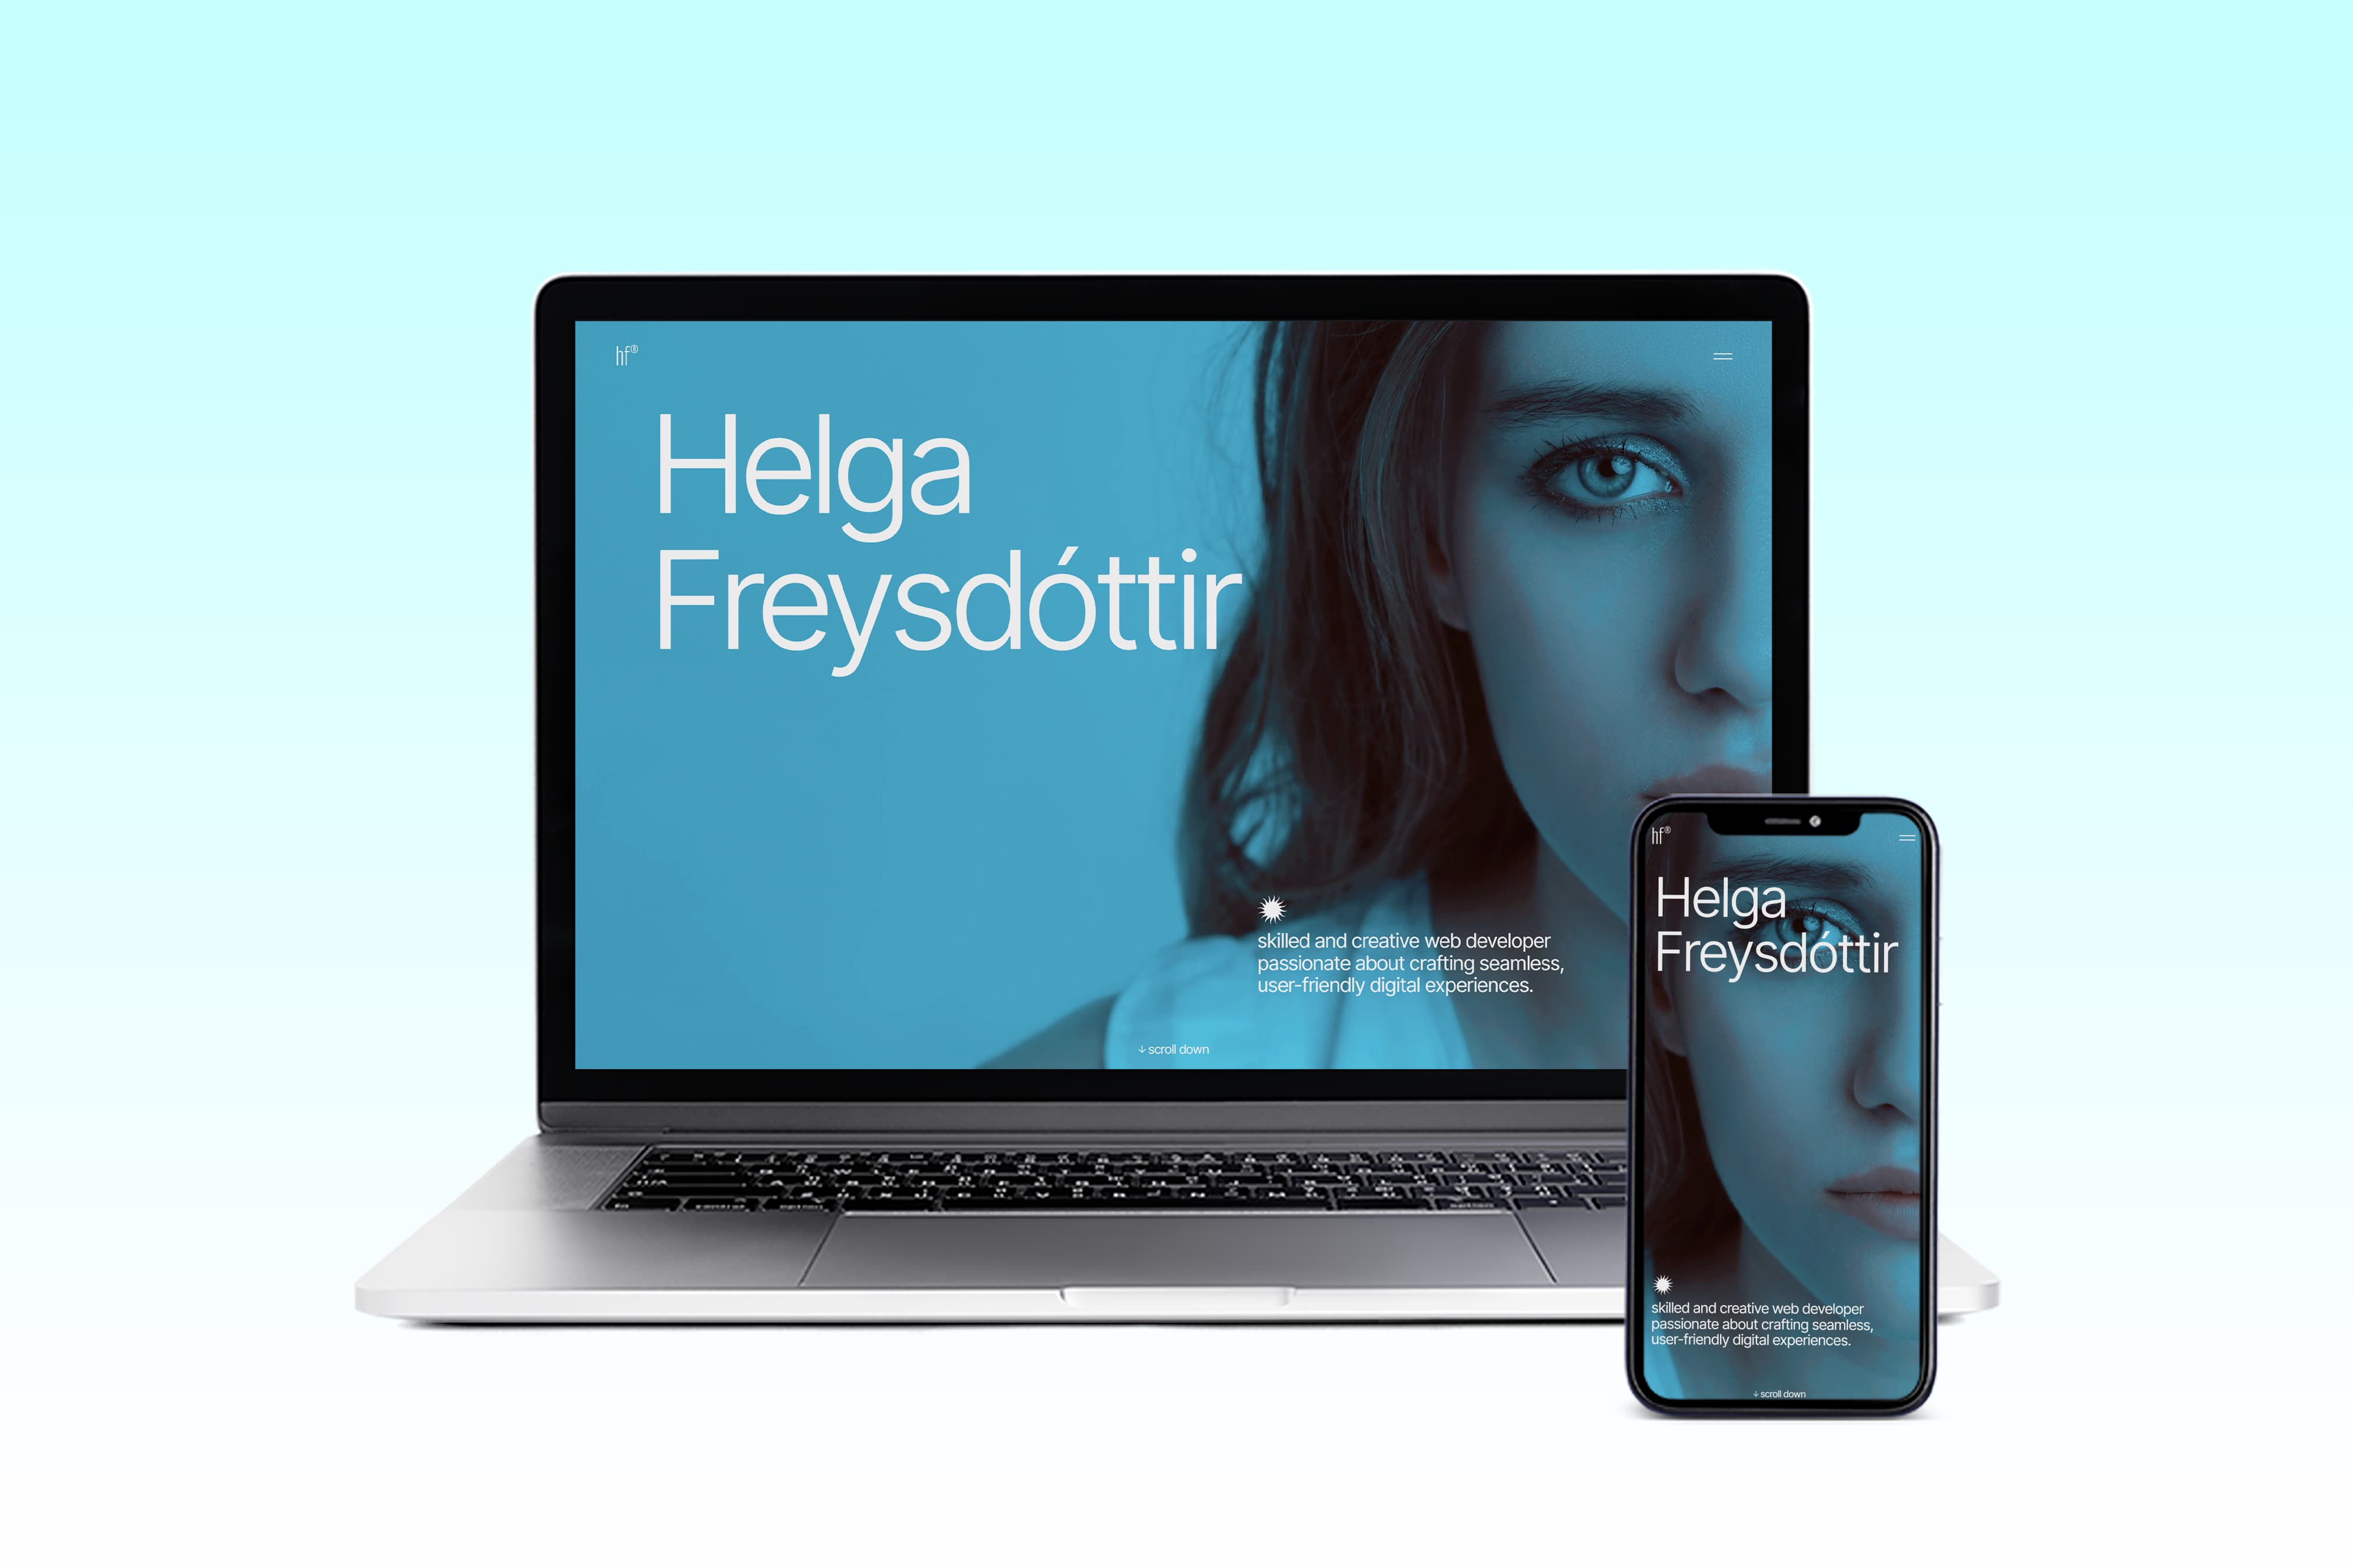 hf®
Helga
Freysdóttir
skilled and creative web developer
passionate about crafting seamless,
user-friendly digital experiences.
↓ scroll down
hf®
Helga
Freysdóttir
skilled and creative web developer
passionate about crafting seamless,
user-friendly digital experiences.
↓ scroll down